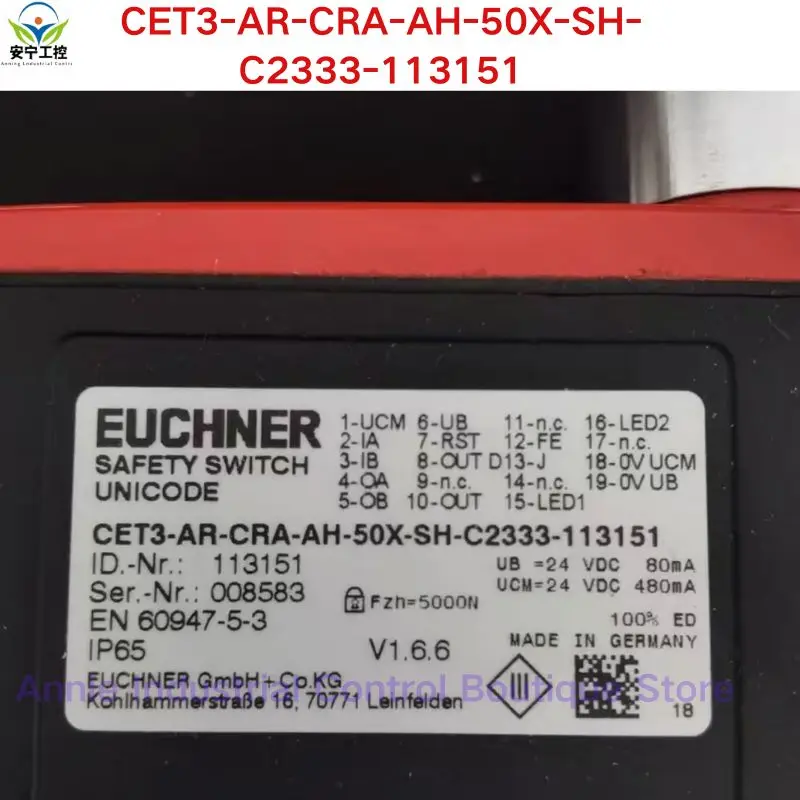 安宁工控
Anning Industrial Control
CET3-AR-CRA-AH-50X-SH-
C2333-113151
EUCHNER
SAFETY SWITCH
UNICODE
1-UCM 6-UB 11-n.c. 16-LED2
2-IA 7-RST 12-FE 17-n.c.
3-IB 8-OUT D 13-J 18-0V UCM
4-OA 9-n.c. 14-n.c. 19-0V UB
5-OB 10-OUT 15-LED1
CET3-AR-CRA-AH-50X-SH-C2333-113151
ID.-Nr.: 113151 UB =24 VDC 80mA
Ser.-Nr.: 008583 UCM=24 VDC 480mA
Fzh=5000N
EN 60947-5-3 100% ED
IP65 V1.6.6 MADE IN GERMANY
EUCHNER GmbH+Co.KG
Kohlhammerstraße 16, 70771 Leinfelden
III
18
Annie Industrial Control Boutique Store